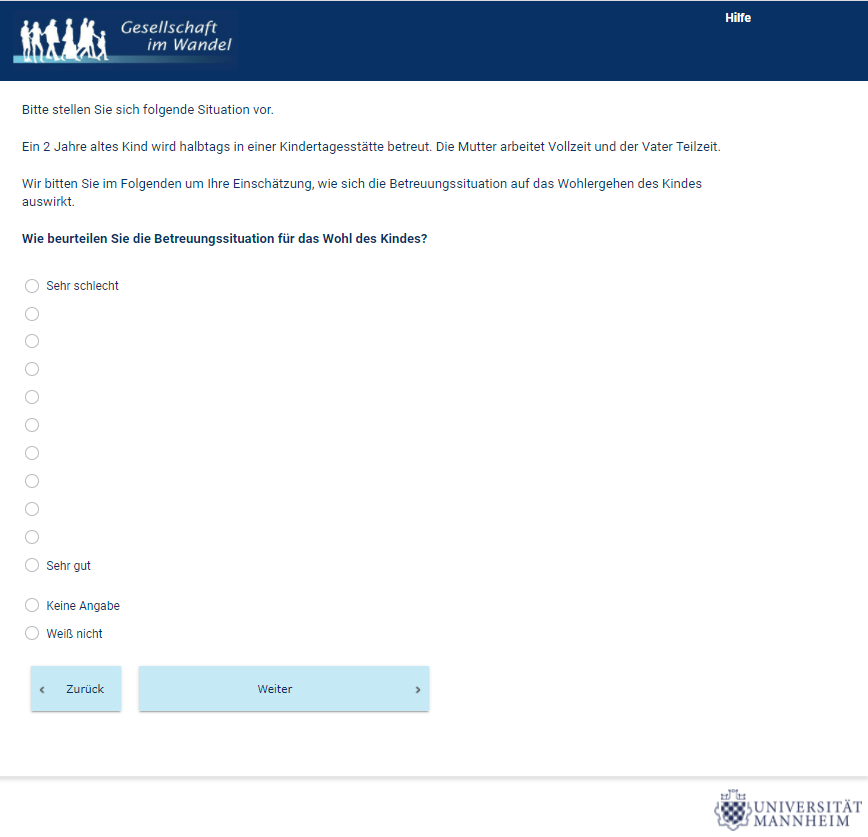 Gesellschaft
im Wandel
Hilfe
Bitte stellen Sie sich folgende Situation vor.
Ein 2 Jahre altes Kind wird halbtags in einer Kindertagesstätte betreut. Die Mutter arbeitet Vollzeit und der Vater Teilzeit.
Wir bitten Sie im Folgenden um Ihre Einschätzung, wie sich die Betreuungssituation auf das Wohlergehen des Kindes
auswirkt.
Wie beurteilen Sie die Betreuungssituation für das Wohl des Kindes?
Sehr schlecht
Sehr gut
Keine Angabe
Weiß nicht
Zurück
Weiter
UNIVERSITÄT
MANNHEIM